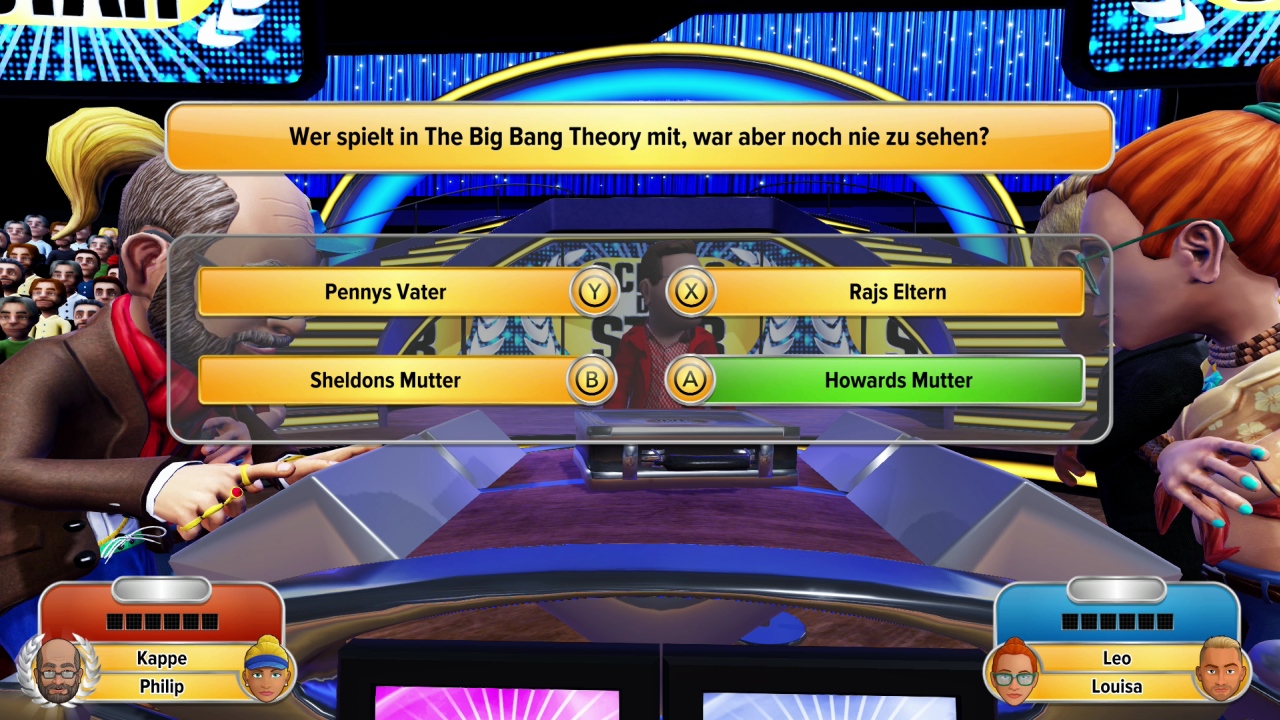 Wer spielt in The Big Bang Theory mit, war aber noch nie zu sehen?
Pennys Vater
Y
X
Rajs Eltern
Sheldons Mutter
B
A
Howards Mutter
Kappe
Philip
Leo
Louisa